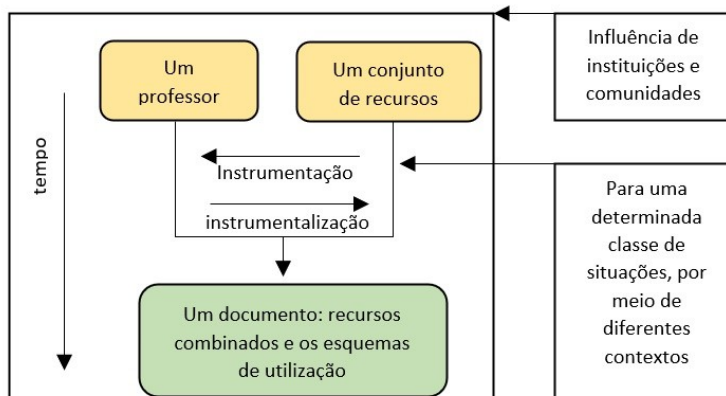 Um
professor
Um conjunto
de recursos
Influência de
instituições e
comunidades
tempo
Instrumentação
instrumentalização
Para uma
determinada
classe de
situações, por
meio de
diferentes
contextos
Um documento: recursos
combinados e os esquemas
de utilização